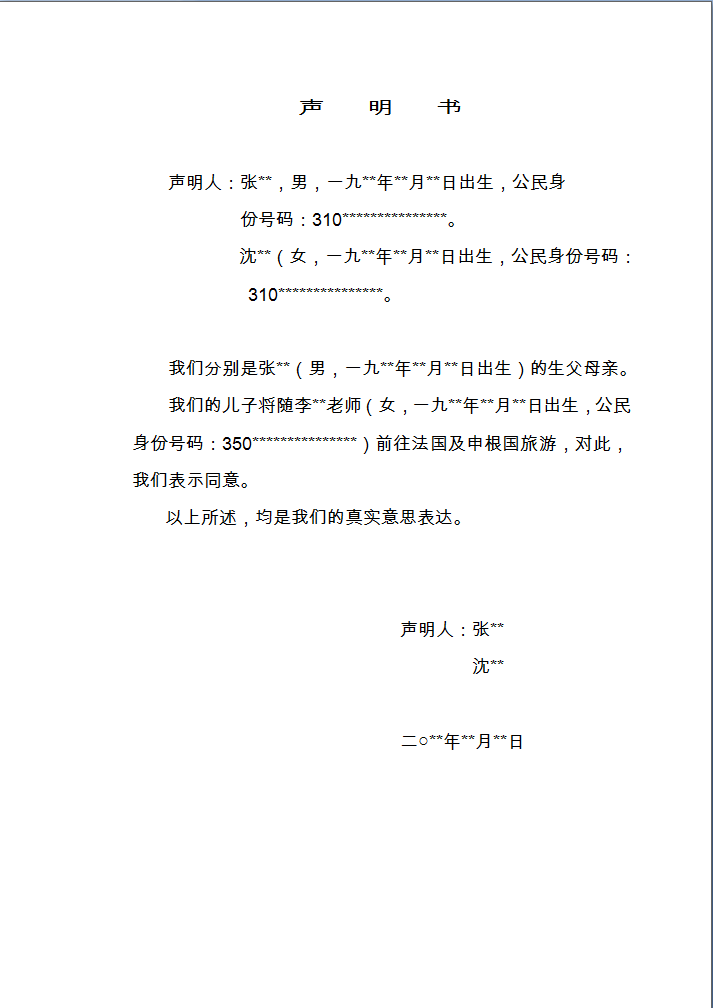 声 明 书
声明人：张**，男，一九**年**月**日出生，公民身
份号码：310***************。
沈**（女，一九**年**月**日出生，公民身份号码：
310***************。
我们分别是张**（男，一九**年**月**日出生）的生父母亲。
我们的儿子将随李**老师（女，一九**年**月**日出生，公民
身份号码：350***************）前往法国及申根国旅游，对此，
我们表示同意。
以上所述，均是我们的真实意思表达。
声明人：张**
沈**
二○**年**月**日